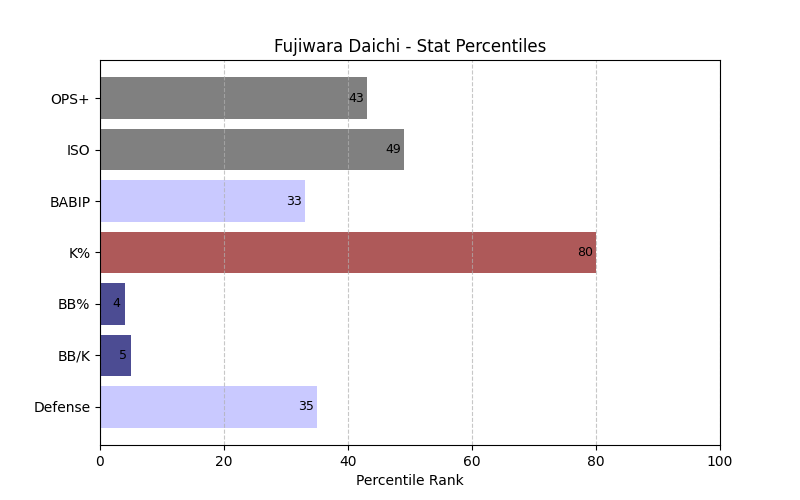 Fujiwara Daichi - Stat Percentiles
OPS+ 43
ISO 49
BABIP 33
K% 80
BB% 4
BB/K 5
Defense 35
0 20 40 60 80 100
Percentile Rank